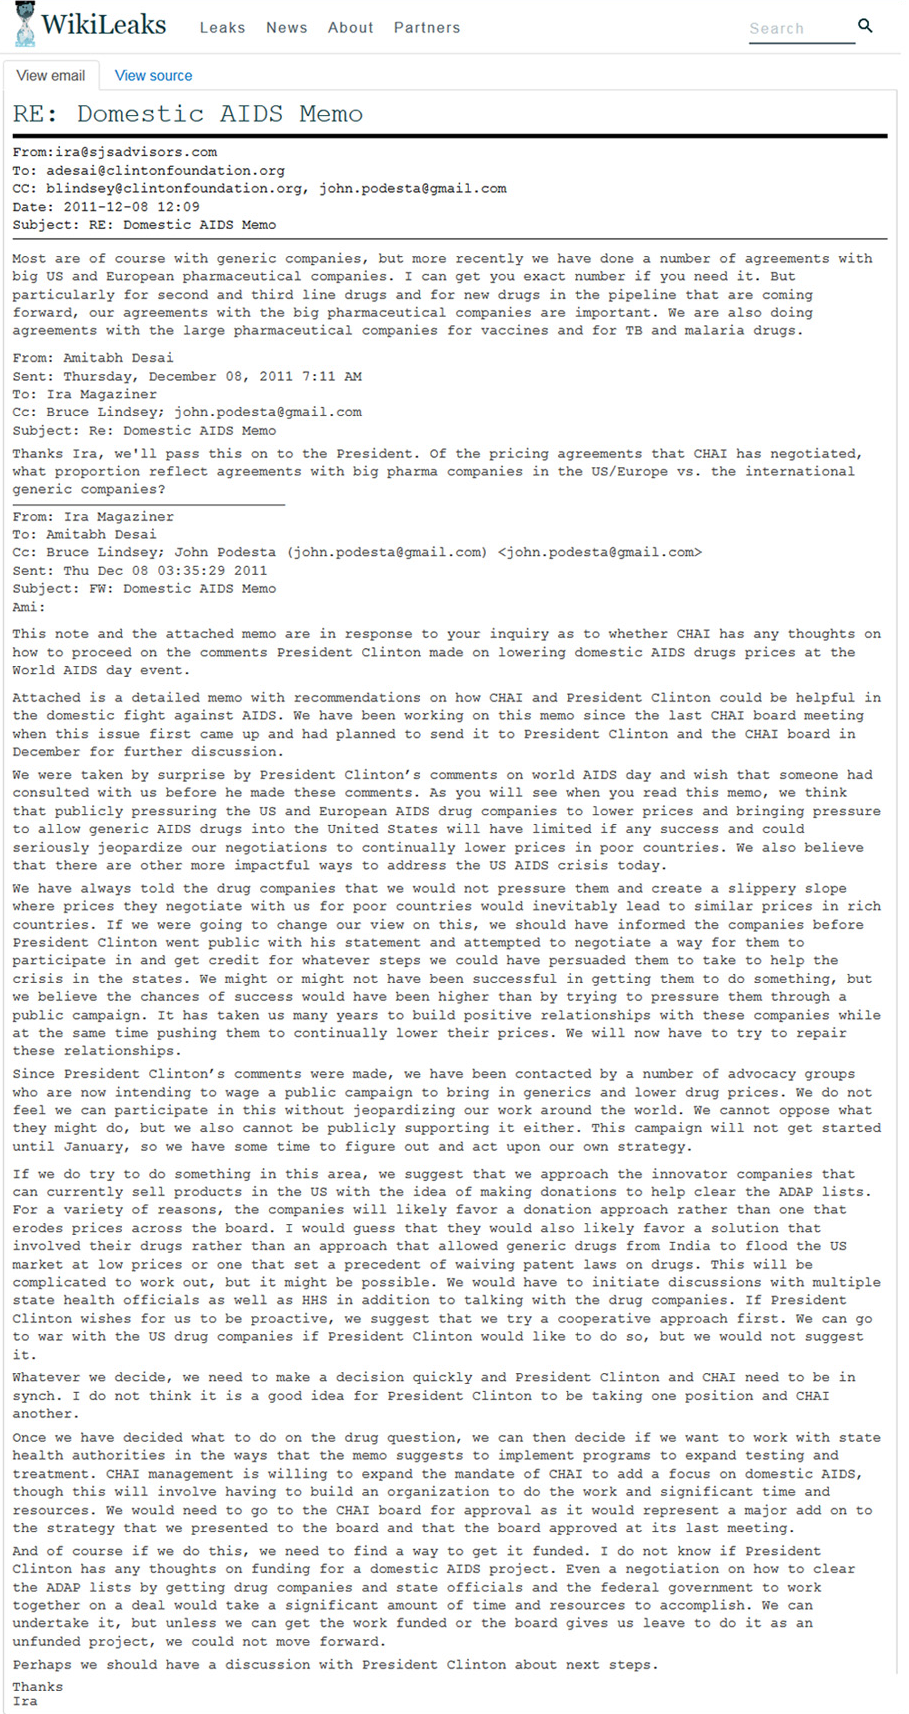 WikiLeaks
Leaks News About Partners
Search
View email View source
RE: Domestic AIDS Memo
From:ira@sjsadvisors.com
To: adesai@clintonfoundation.org
CC: blindsey@clintonfoundation.org, john.podesta@gmail.com
Date: 2011-12-08 12:09
Subject: RE: Domestic AIDS Memo
Most are of course with generic companies, but more recently we have done a number of agreements with
big US and European pharmaceutical companies. I can get you exact number if you need it. But
particularly for second and third line drugs and for new drugs in the pipeline that are coming
forward, our agreements with the big pharmaceutical companies are important. We are also doing
agreements with the large pharmaceutical companies for vaccines and for TB and malaria drugs.
From: Amitabh Desai
Sent: Thursday, December 08, 2011 7:11 AM
To: Ira Magaziner
Cc: Bruce Lindsey; john.podesta@gmail.com
Subject: Re: Domestic AIDS Memo
Thanks Ira, we'll pass this on to the President. Of the pricing agreements that CHAI has negotiated,
what proportion reflect agreements with big pharma companies in the US/Europe vs. the international
generic companies?
From: Ira Magaziner
To: Amitabh Desai
Cc: Bruce Lindsey; John Podesta (john.podesta@gmail.com) <john.podesta@gmail.com>
Sent: Thu Dec 08 03:35:29 2011
Subject: FW: Domestic AIDS Memo
Ami:
This note and the attached memo are in response to your inquiry as to whether CHAI has any thoughts on
how to proceed on the comments President Clinton made on lowering domestic AIDS drugs prices at the
World AIDS day event.
Attached is a detailed memo with recommendations on how CHAI and President Clinton could be helpful in
the domestic fight against AIDS. We have been working on this memo since the last CHAI board meeting
when this issue first came up and had planned to send it to President Clinton and the CHAI board in
December for further discussion.
We were taken by surprise by President Clinton’s comments on world AIDS day and wish that someone had
consulted with us before he made these comments. As you will see when you read this memo, we think
that publicly pressuring the US and European AIDS drug companies to lower prices and bringing pressure
to allow generic AIDS drugs into the United States will have limited if any success and could
seriously jeopardize our negotiations to continually lower prices in poor countries. We also believe
that there are other more impactful ways to address the US AIDS crisis today.
We have always told the drug companies that we would not pressure them and create a slippery slope
where prices they negotiate with us for poor countries would inevitably lead to similar prices in rich
countries. If we were going to change our view on this, we should have informed the companies before
President Clinton went public with his statement and attempted to negotiate a way for them to
participate in and get credit for whatever steps we could have persuaded them to take to help the
crisis in the states. We might or might not have been successful in getting them to do something, but
we believe the chances of success would have been higher than by trying to pressure them through a
public campaign. It has taken us many years to build positive relationships with these companies while
at the same time pushing them to continually lower their prices. We will now have to try to repair
these relationships.
Since President Clinton’s comments were made, we have been contacted by a number of advocacy groups
who are now intending to wage a public campaign to bring in generics and lower drug prices. We do not
feel we can participate in this without jeopardizing our work around the world. We cannot oppose what
they might do, but we also cannot be publicly supporting it either. This campaign will not get started
until January, so we have some time to figure out and act upon our own strategy.
If we do try to do something in this area, we suggest that we approach the innovator companies that
can currently sell products in the US with the idea of making donations to help clear the ADAP lists.
For a variety of reasons, the companies will likely favor a donation approach rather than one that
erodes prices across the board. I would guess that they would also likely favor a solution that
involved their drugs rather than an approach that allowed generic drugs from India to flood the US
market at low prices or one that set a precedent of waiving patent laws on drugs. This will be
complicated to work out, but it might be possible. We would have to initiate discussions with multiple
state health officials as well as HHS in addition to talking with the drug companies. If President
Clinton wishes for us to be proactive, we suggest that we try a cooperative approach first. We can go
to war with the US drug companies if President Clinton would like to do so, but we would not suggest
it.
Whatever we decide, we need to make a decision quickly and President Clinton and CHAI need to be in
synch. I do not think it is a good idea for President Clinton to be taking one position and CHAI
another.
Once we have decided what to do on the drug question, we can then decide if we want to work with state
health authorities in the ways that the memo suggests to implement programs to expand testing and
treatment. CHAI management is willing to expand the mandate of CHAI to add a focus on domestic AIDS,
though this will involve having to build an organization to do the work and significant time and
resources. We would need to go to the CHAI board for approval as it would represent a major add on to
the strategy that we presented to the board and that the board approved at its last meeting.
And of course if we do this, we need to find a way to get it funded. I do not know if President
Clinton has any thoughts on funding for a domestic AIDS project. Even a negotiation on how to clear
the ADAP lists by getting drug companies and state officials and the federal government to work
together on a deal would take a significant amount of time and resources to accomplish. We can
undertake it, but unless we can get the work funded or the board gives us leave to do it as an
unfunded project, we could not move forward.
Perhaps we should have a discussion with President Clinton about next steps.
Thanks
Ira